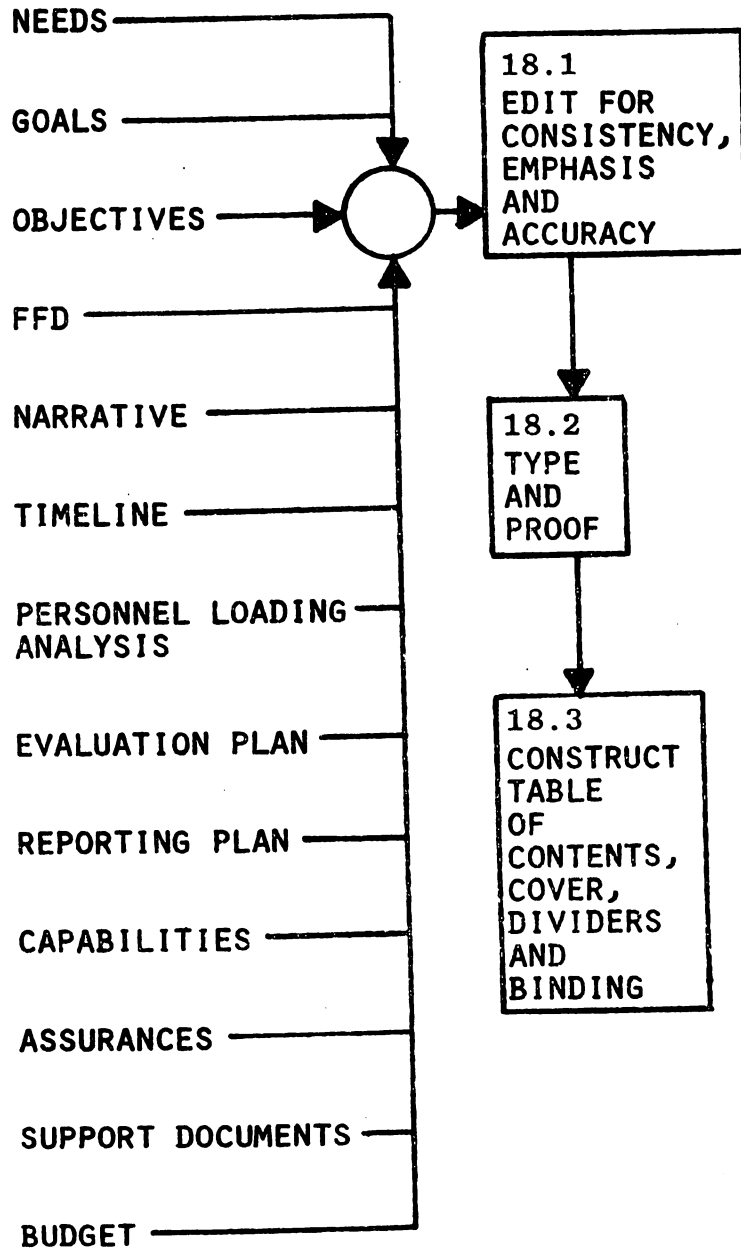 NEEDS
GOALS
OBJECTIVES
FFD
NARRATIVE
TIMELINE
PERSONNEL LOADING
ANALYSIS
EVALUATION PLAN
REPORTING PLAN
CAPABILITIES
ASSURANCES
SUPPORT DOCUMENTS
BUDGET
18.1
EDIT FOR
CONSISTENCY,
EMPHASIS
AND
ACCURACY
18.2
TYPE
AND
PROOF
18.3
CONSTRUCT
TABLE
OF
CONTENTS,
COVER,
DIVIDERS
AND
BINDING